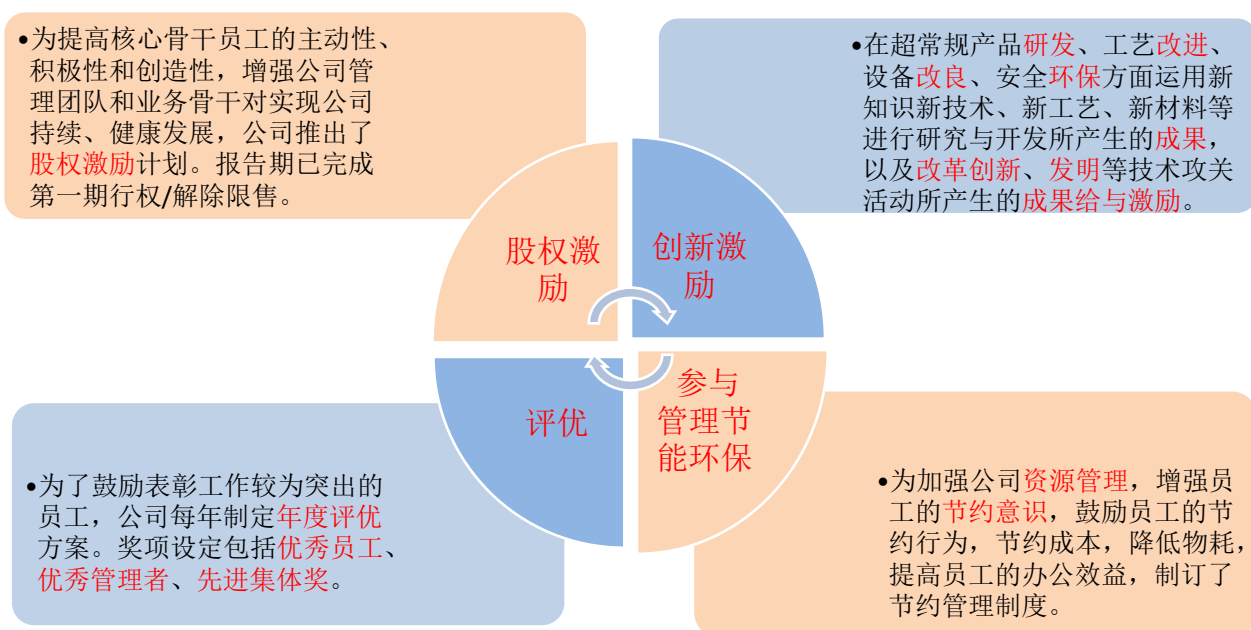 •为提高核心骨干员工的主动性、
积极性和创造性，增强公司管
理团队和业务骨干对实现公司
持续、健康发展，公司推出了
股权激励计划。报告期已完成
第一期行权/解除限售。
•在超常规产品研发、工艺改进、
设备改良、安全环保方面运用新
知识新技术、新工艺、新材料等
进行研究与开发所产生的成果，
以及改革创新、发明等技术攻关
活动所产生的成果给与激励。
股权激
励
创新激
励
评优
参与
管理节
能环保
•为了鼓励表彰工作较为突出的
员工，公司每年制定年度评优
方案。奖项设定包括优秀员工、
优秀管理者、先进集体奖。
•为加强公司资源管理，增强员
工的节约意识，鼓励员工的节
约行为，节约成本，降低物耗，
提高员工的办公效益，制订了
节约管理制度。